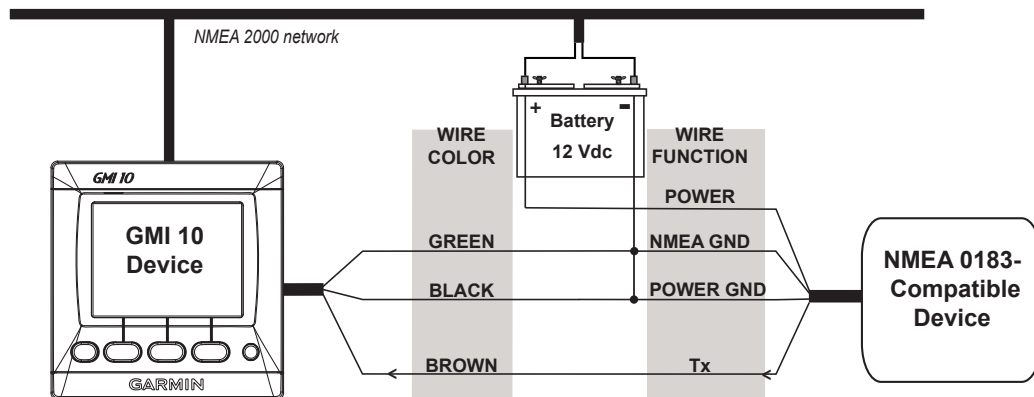 NMEA 2000 network
+ -
Battery
12 Vdc
WIRE
COLOR
WIRE
FUNCTION
GMI 10
GMI 10
Device
POWER
GREEN
NMEA GND
BLACK
POWER GND
BROWN
Tx
NMEA 0183-
Compatible
Device
GARMIN